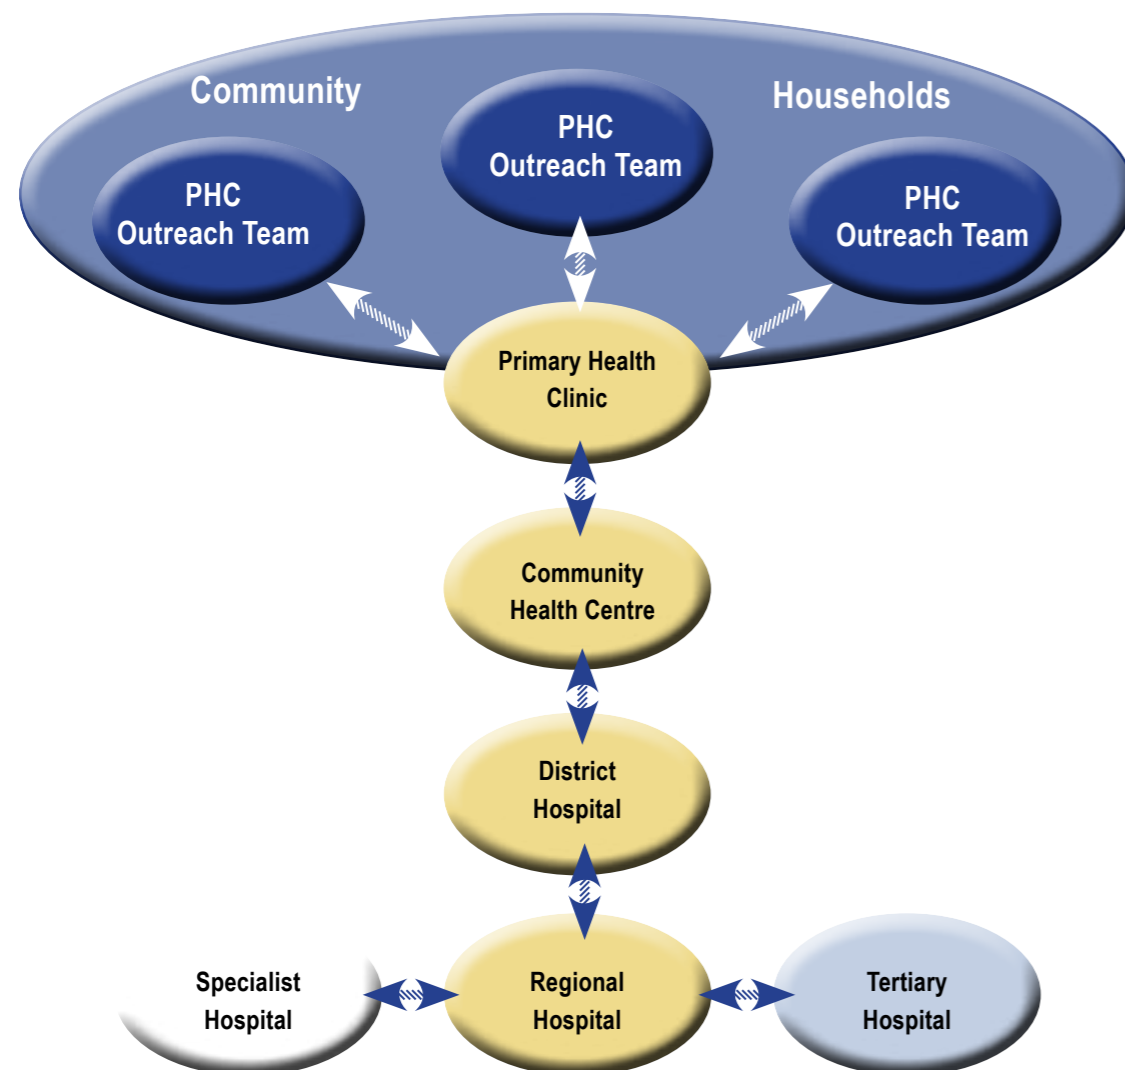 Community
Households
PHC
Outreach Team
PHC
Outreach Team
PHC
Outreach Team
Primary Health
Clinic
Community
Health Centre
District
Hospital
Specialist
Hospital
Regional
Hospital
Tertiary
Hospital